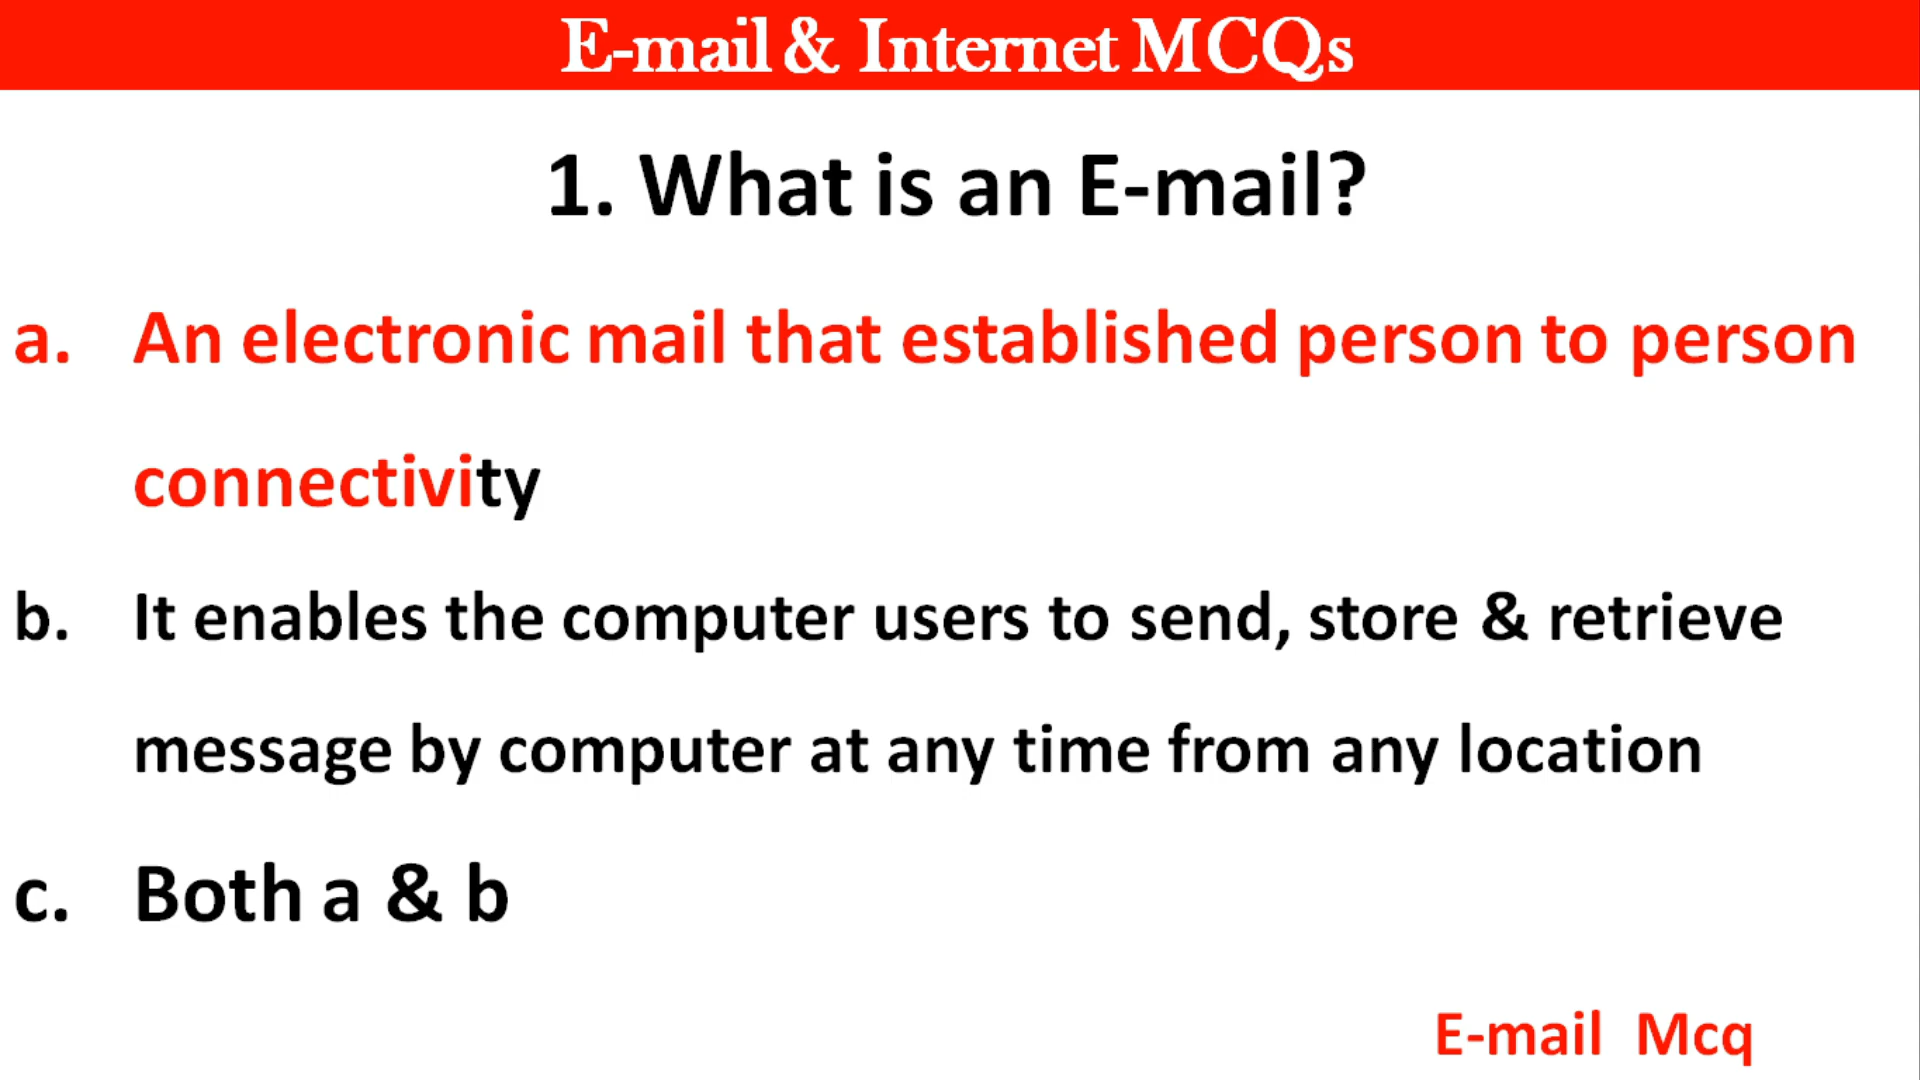 E-mail & Internet MCQs
1. What is an E-mail?
a. An electronic mail that established person to person
connectivity
b. It enables the computer users to send, store & retrieve
message by computer at any time from any location
c. Both a & b
E-mail Mcq